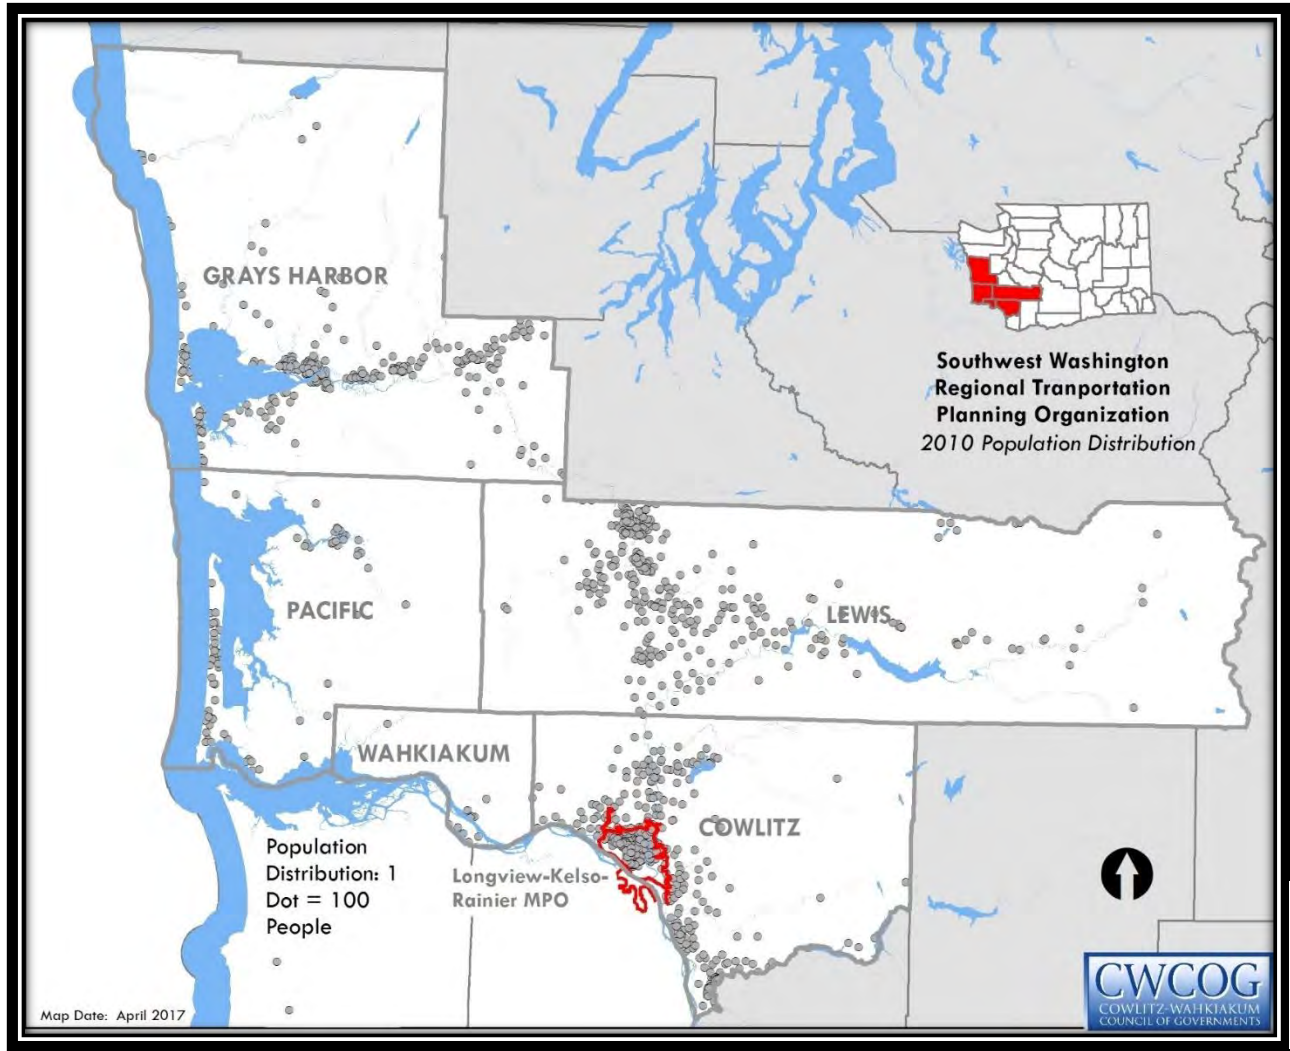 GRAYS HARBOR
Southwest Washington
Regional Tranportation
Planning Organization
2010 Population Distribution
PACIFIC
LEWIS
WAHKIAKUM
COWLITZ
Population
Distribution: 1
Dot = 100
People
Longview-Kelso-
Rainier MPO
CWCOG
COWLITZ-WAHKIAKUM
COUNCIL OF GOVERNMENTS
Map Date: April 2017